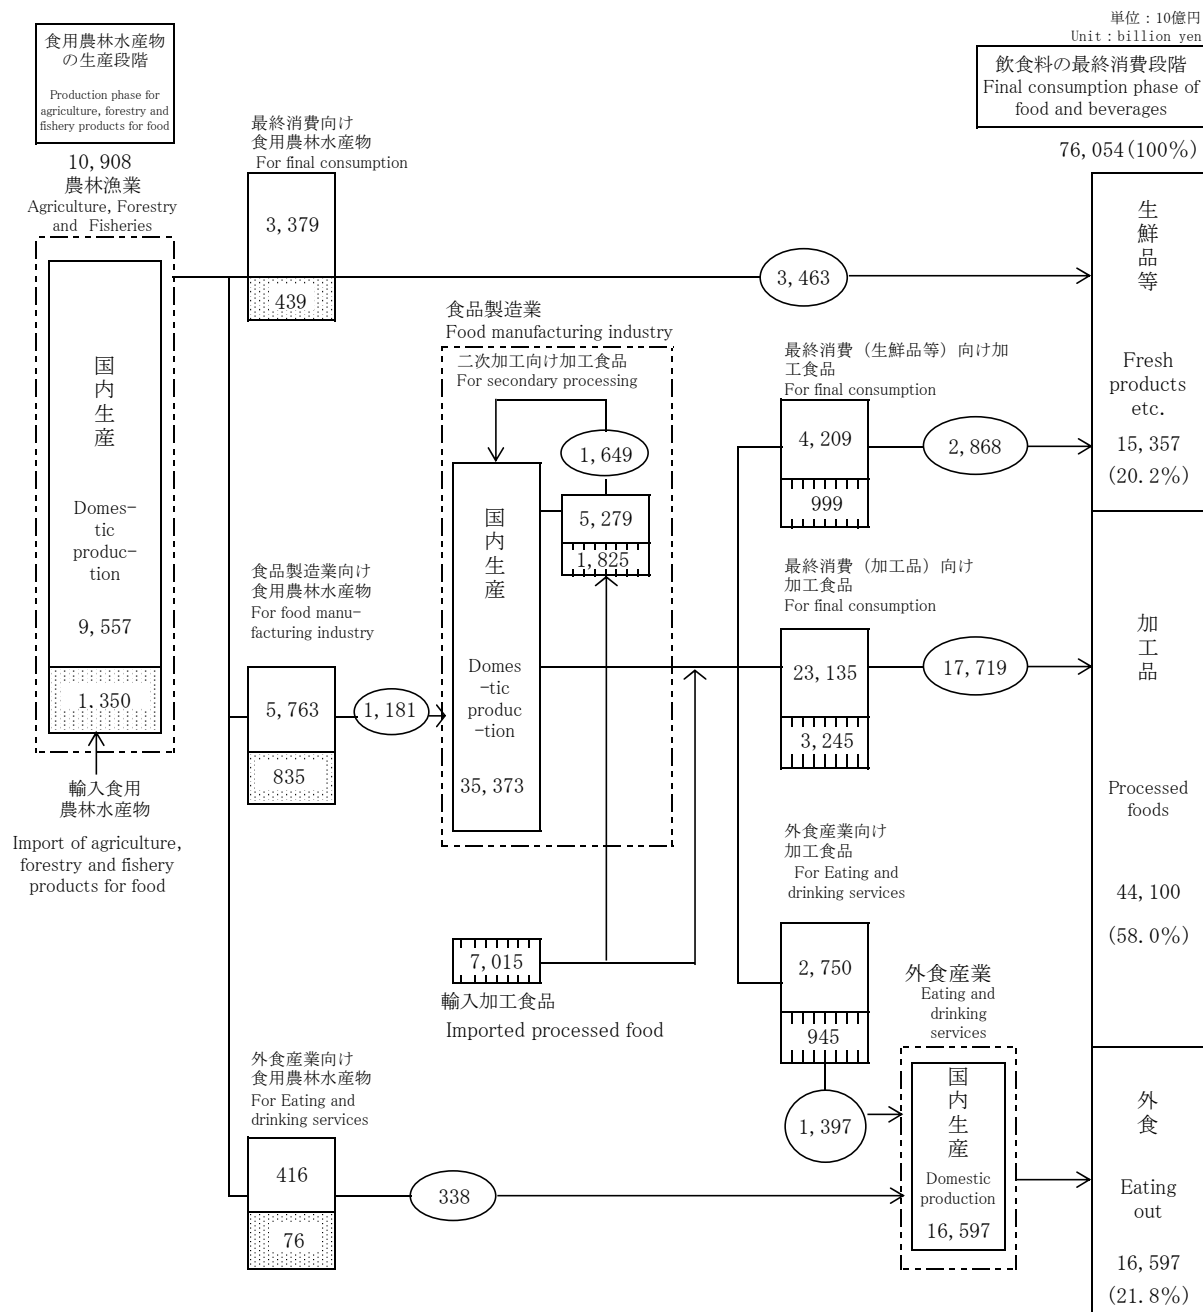 単位：10億円
Unit : billion yen
食用農林水産物
の生産段階
Production phase for
agriculture, forestry and
fishery products for food
飲食料の最終消費段階
Final consumption phase of
food and beverages
10,908
農林漁業
Agriculture, Forestry
and Fisheries
76,054(100%)
国内生産
Domes-
tic
produc-
tion
9,557
1.350
輸入食用
農林水産物
Import of agriculture,
forestry and fishery
products for food
最終消費向け
食用農林水産物
For final consumption
3,379
439
3,463
食品製造業向け
食用農林水産物
For food manu-
facturing industry
5,763
835
1,181
外食産業向け
食用農林水産物
For Eating and
drinking services
416
76
338
食品製造業
Food manufacturing industry
二次加工向け加工食品
For secondary processing
1,649
5,279
1,825
国内生産
Domes
-tic
produc
-tion
35,373
7,015
輸入加工食品
Imported processed food
最終消費（生鮮品等）向け加
工食品
For final consumption
4,209
999
2,868
最終消費（加工品）向け
加工食品
For final consumption
23,135
3,245
17,719
外食産業向け
加工食品
For Eating and
drinking services
2,750
945
1,397
外食産業
Eating and
drinking
services
国内生産
Domestic
production
16,597
生鮮品等
Fresh
products
etc.
15,357
(20.2%)
加工品
Processed
foods
44,100
(58.0%)
外食
Eating
out
16,597
(21.8%)